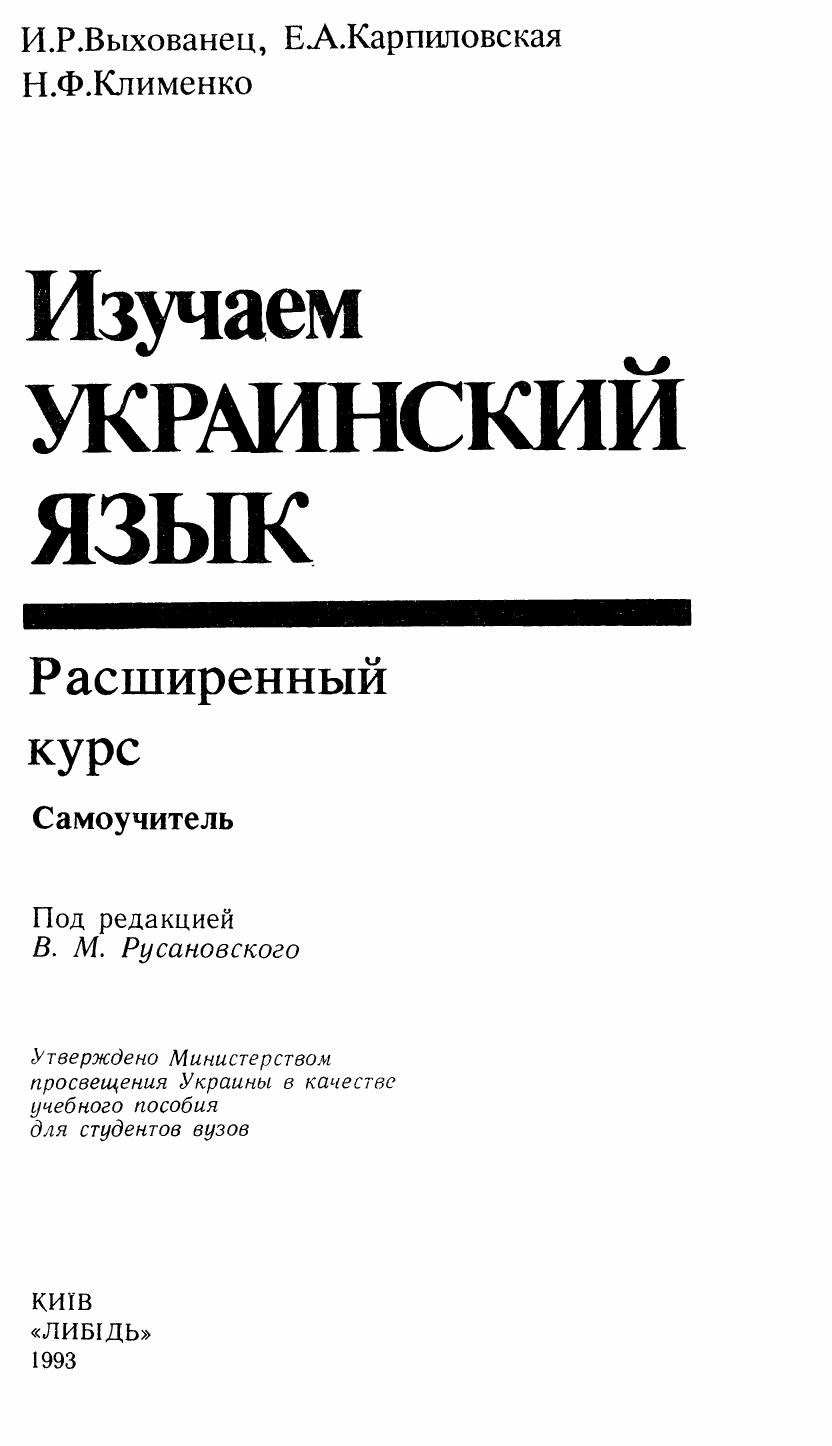 И.Р.Выхованец, Е.А.Карпиловская
Н.Ф.Клименко
Изучаем
УКРАИНСКИЙ
ЯЗЫК
Расширенный
курс
Самоучитель
Под редакцией
В. М. Русановского
Утверждено Министерством
просвещения Украины в качестве
учебного пособия
для студентов вузов
КИЇВ
«ЛИБІДЬ»
1993